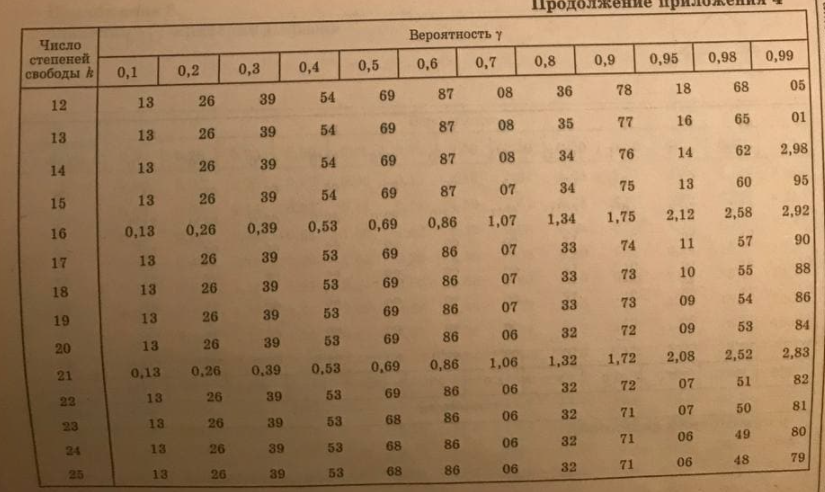 Продолжение приложения 4
Число степеней свободы k
Вероятность γ
0,1 0,2 0,3 0,4 0,5 0,6 0,7 0,8 0,9 0,95 0,98 0,99
12 13 26 39 54 69 87 08 36 78 18 68 05
13 13 26 39 54 69 87 08 35 77 16 65 01
14 13 26 39 54 69 87 08 34 76 14 62 2,98
15 13 26 39 54 69 87 07 34 75 13 60 95
16 0,13 0,26 0,39 0,53 0,69 0,86 1,07 1,34 1,75 2,12 2,58 2,92
17 13 26 39 53 69 86 07 33 74 11 57 90
18 13 26 39 53 69 86 07 33 73 10 55 88
19 13 26 39 53 69 86 07 33 73 09 54 86
20 13 26 39 53 69 86 06 32 72 09 53 84
21 0,13 0,26 0,39 0,53 0,69 0,86 1,06 1,32 1,72 2,08 2,52 2,83
22 13 26 39 53 69 86 06 32 72 07 51 82
23 13 26 39 53 68 86 06 32 71 07 50 81
24 13 26 39 53 68 86 06 32 71 06 49 80
25 13 26 39 53 68 86 06 32 71 06 48 79